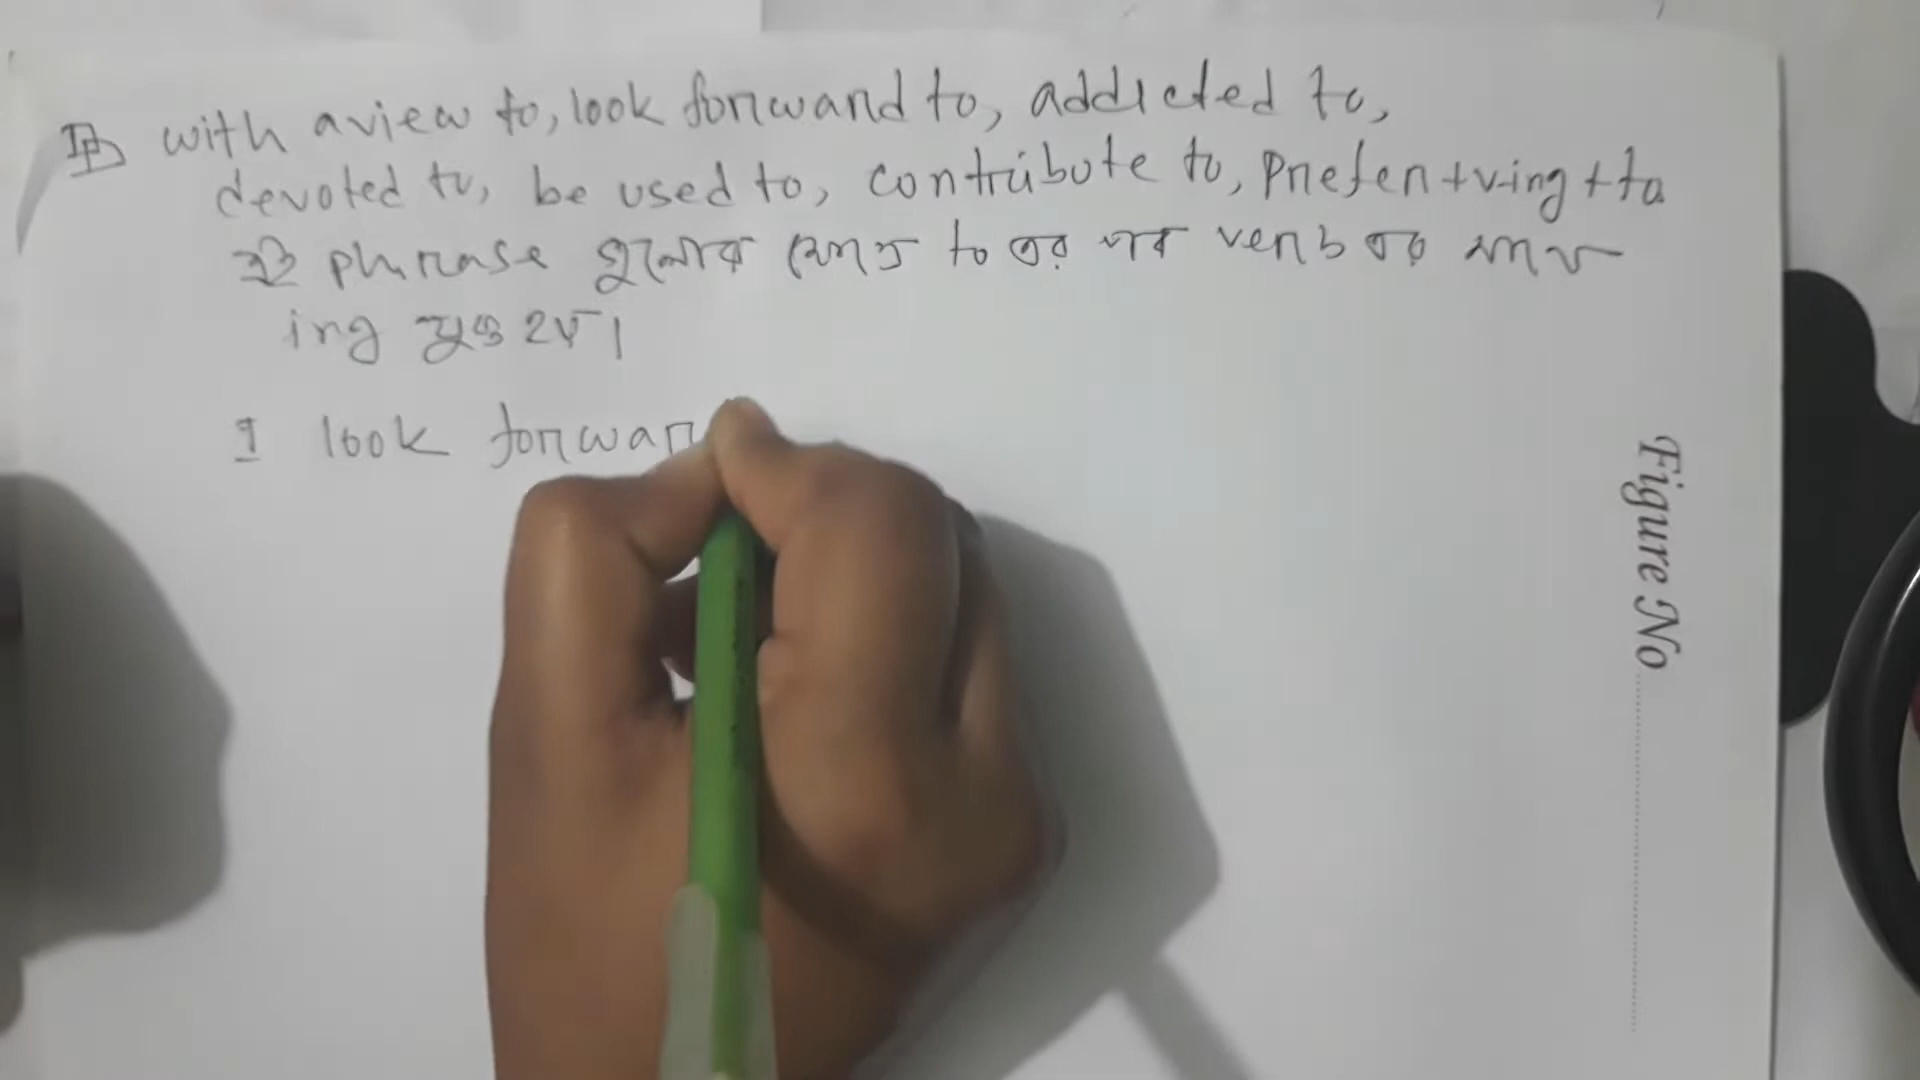 with a view to, look forward to, addicted to,
devoted to, be used to, contribute to, prefer+v-ing+to
এই phrase গুলোর শেষে to এর পর verb এর সাথে
ing যুক্ত হয়।
I look forwar
Figure No